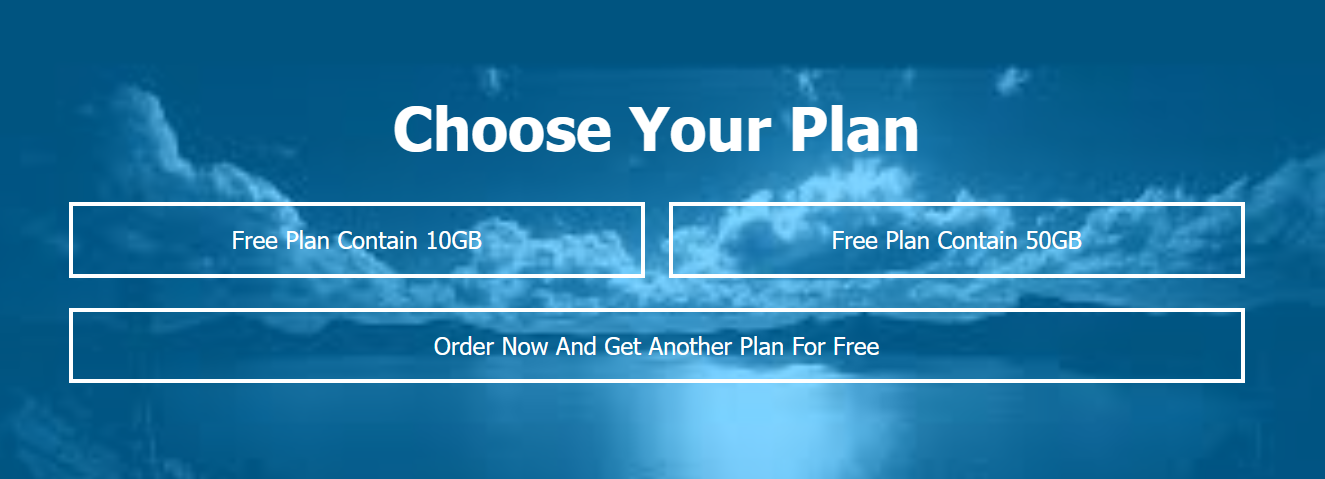 Choose Your Plan
Free Plan Contain 10GB
Free Plan Contain 50GB
Order Now And Get Another Plan For Free